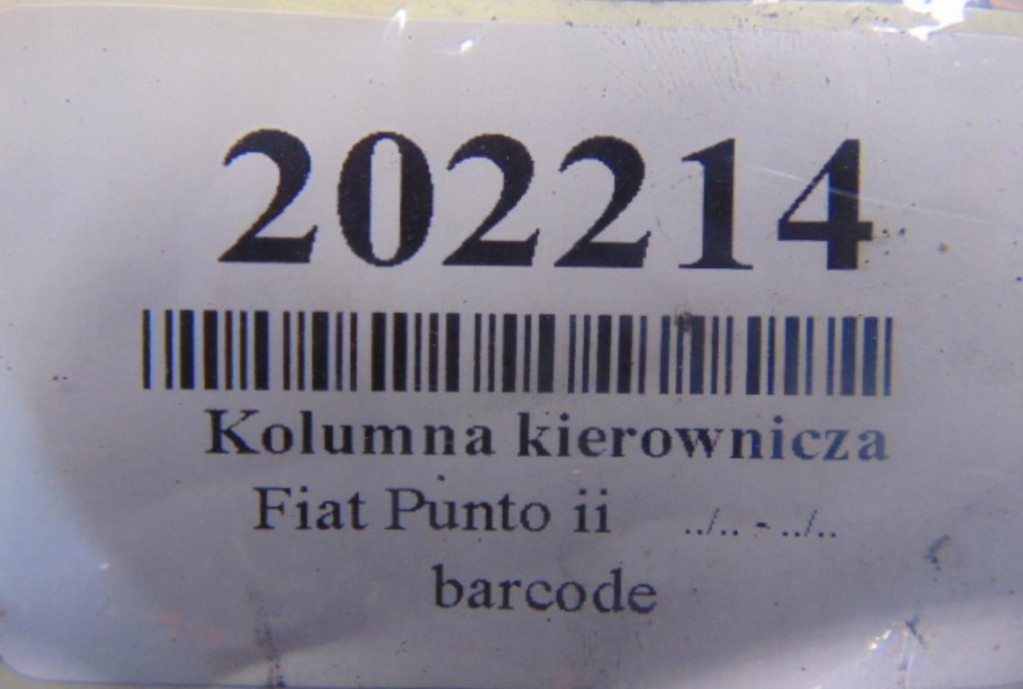 202214
Kolumna kierownicza
Fiat Punto ii ../.. - ../..
barcode